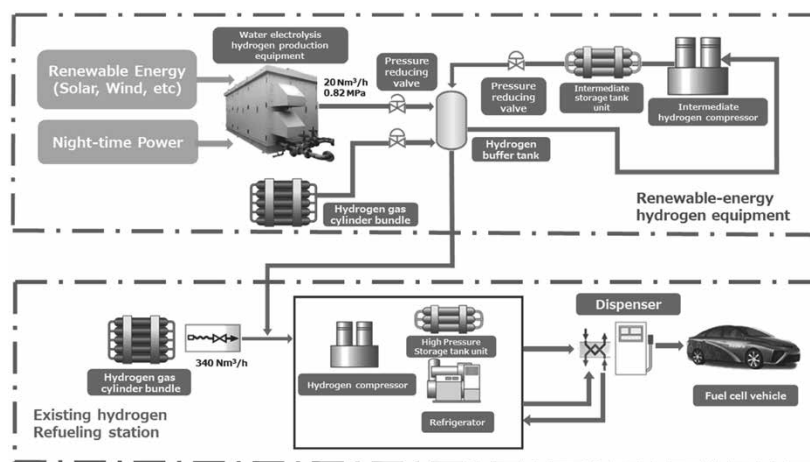 Water electrolysis
hydrogen production
equipment
Renewable Energy
(Solar, Wind, etc)
Night-time Power
20 Nm³/h
0.82 MPa
Pressure
reducing
valve
Pressure
reducing
valve
Intermediate
storage tank
unit
Intermediate
hydrogen compressor
Hydrogen
buffer tank
Hydrogen gas
cylinder bundle
Renewable-energy
hydrogen equipment
Hydrogen gas
cylinder bundle
340 Nm³/h
Hydrogen compressor
High Pressure
Storage tank unit
Refrigerator
Dispenser
Fuel cell vehicle
Existing hydrogen
Refueling station